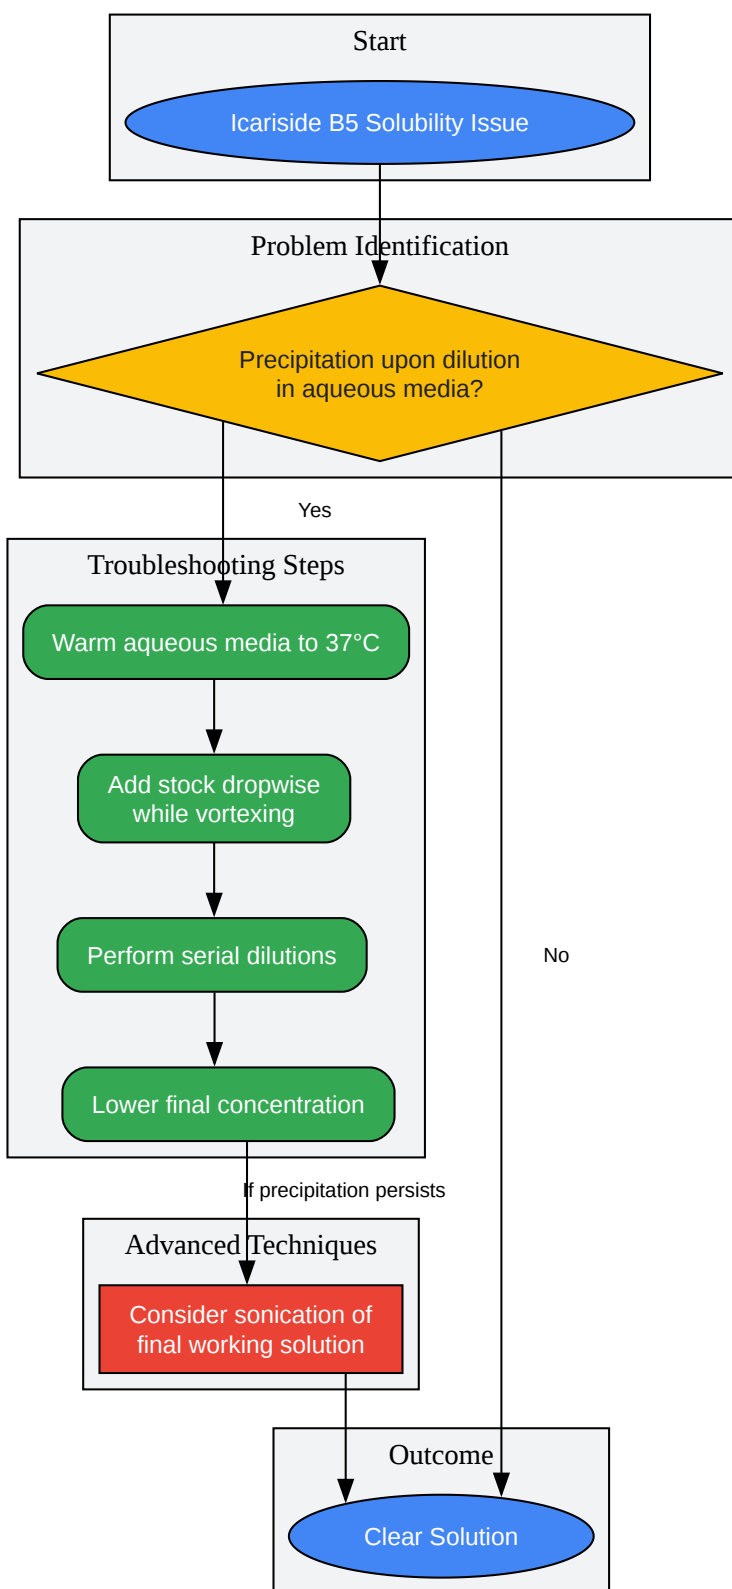 Start
Icariside B5 Solubility Issue
Problem Identification
Precipitation upon dilution
in aqueous media?
Yes
Troubleshooting Steps
Warm aqueous media to 37°C
Add stock dropwise
while vortexing
Perform serial dilutions
No
Lower final concentration
If precipitation persists
Advanced Techniques
Consider sonication of
final working solution
Outcome
Clear Solution